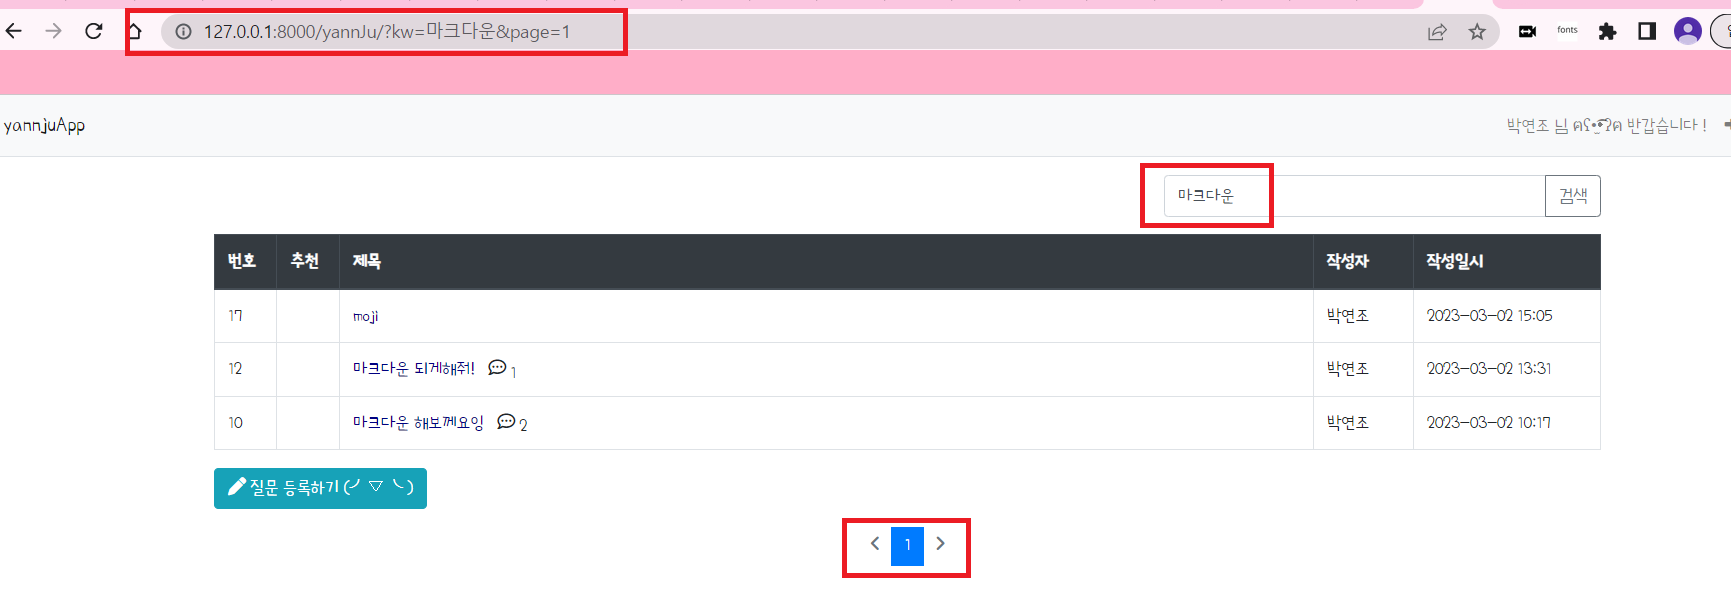 127.0.0.1:8000/yannJu/?kw=마크다운&page=1
fonts
yannjuApp
박연조 님 ฅʕ•̫͡•ʔฅ 반갑습니다 !
마크다운 검색
번호 추천 제목 작성자 작성일시
17 moji 박연조 2023-03-02 15:05
12 마크다운 되게해줘! 1 박연조 2023-03-02 13:31
10 마크다운 해보께요잉 2 박연조 2023-03-02 10:17
질문 등록하기 (╯ ▽ ╰ )
1